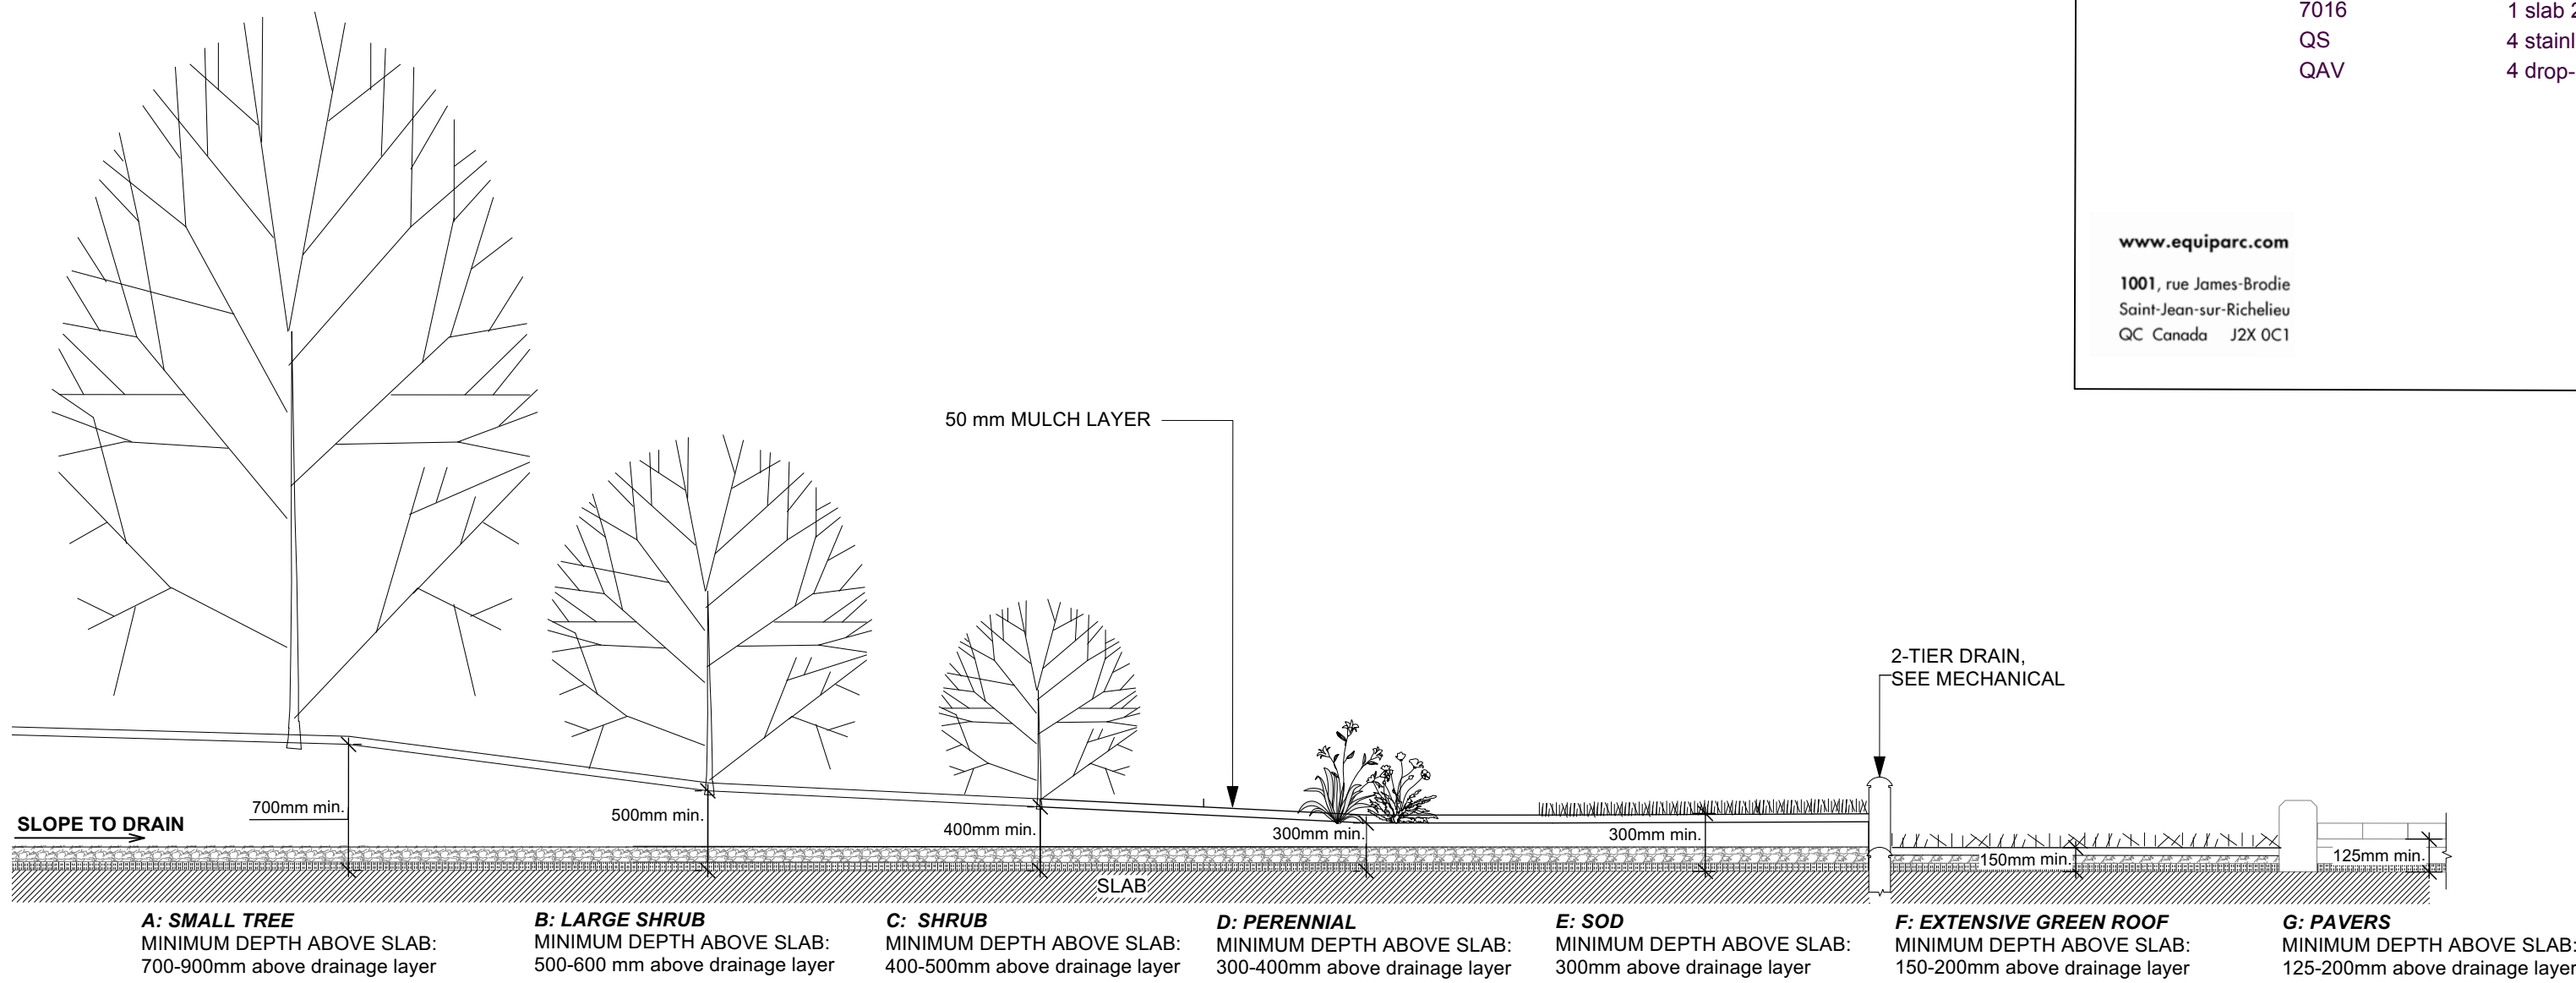 7016 1 slab
QS 4
QAV 4 drop-
www.equiparc.com
1001, rue James-Brodie
Saint-Jean-sur-Richelieu
QC Canada J2X 0C1
50 mm MULCH LAYER
2-TIER DRAIN,
SEE MECHANICAL
SLOPE TO DRAIN
700mm min.
500mm min.
400mm min.
300mm min.
300mm min.
150mm min.
125mm min.
SLAB
A: SMALL TREE
MINIMUM DEPTH ABOVE SLAB:
700-900mm above drainage layer
B: LARGE SHRUB
MINIMUM DEPTH ABOVE SLAB:
500-600 mm above drainage layer
C: SHRUB
MINIMUM DEPTH ABOVE SLAB:
400-500mm above drainage layer
D: PERENNIAL
MINIMUM DEPTH ABOVE SLAB:
300-400mm above drainage layer
E: SOD
MINIMUM DEPTH ABOVE SLAB:
300mm above drainage layer
F: EXTENSIVE GREEN ROOF
MINIMUM DEPTH ABOVE SLAB:
150-200mm above drainage layer
G: PAVERS
MINIMUM DEPTH ABOVE SLAB:
125-200mm above drainage layer